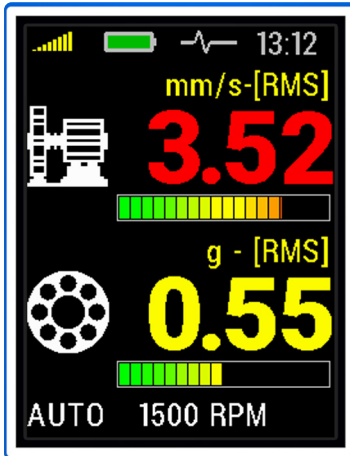 13:12
mm/s-[RMS]
3.52
g - [RMS]
0.55
AUTO 1500 RPM